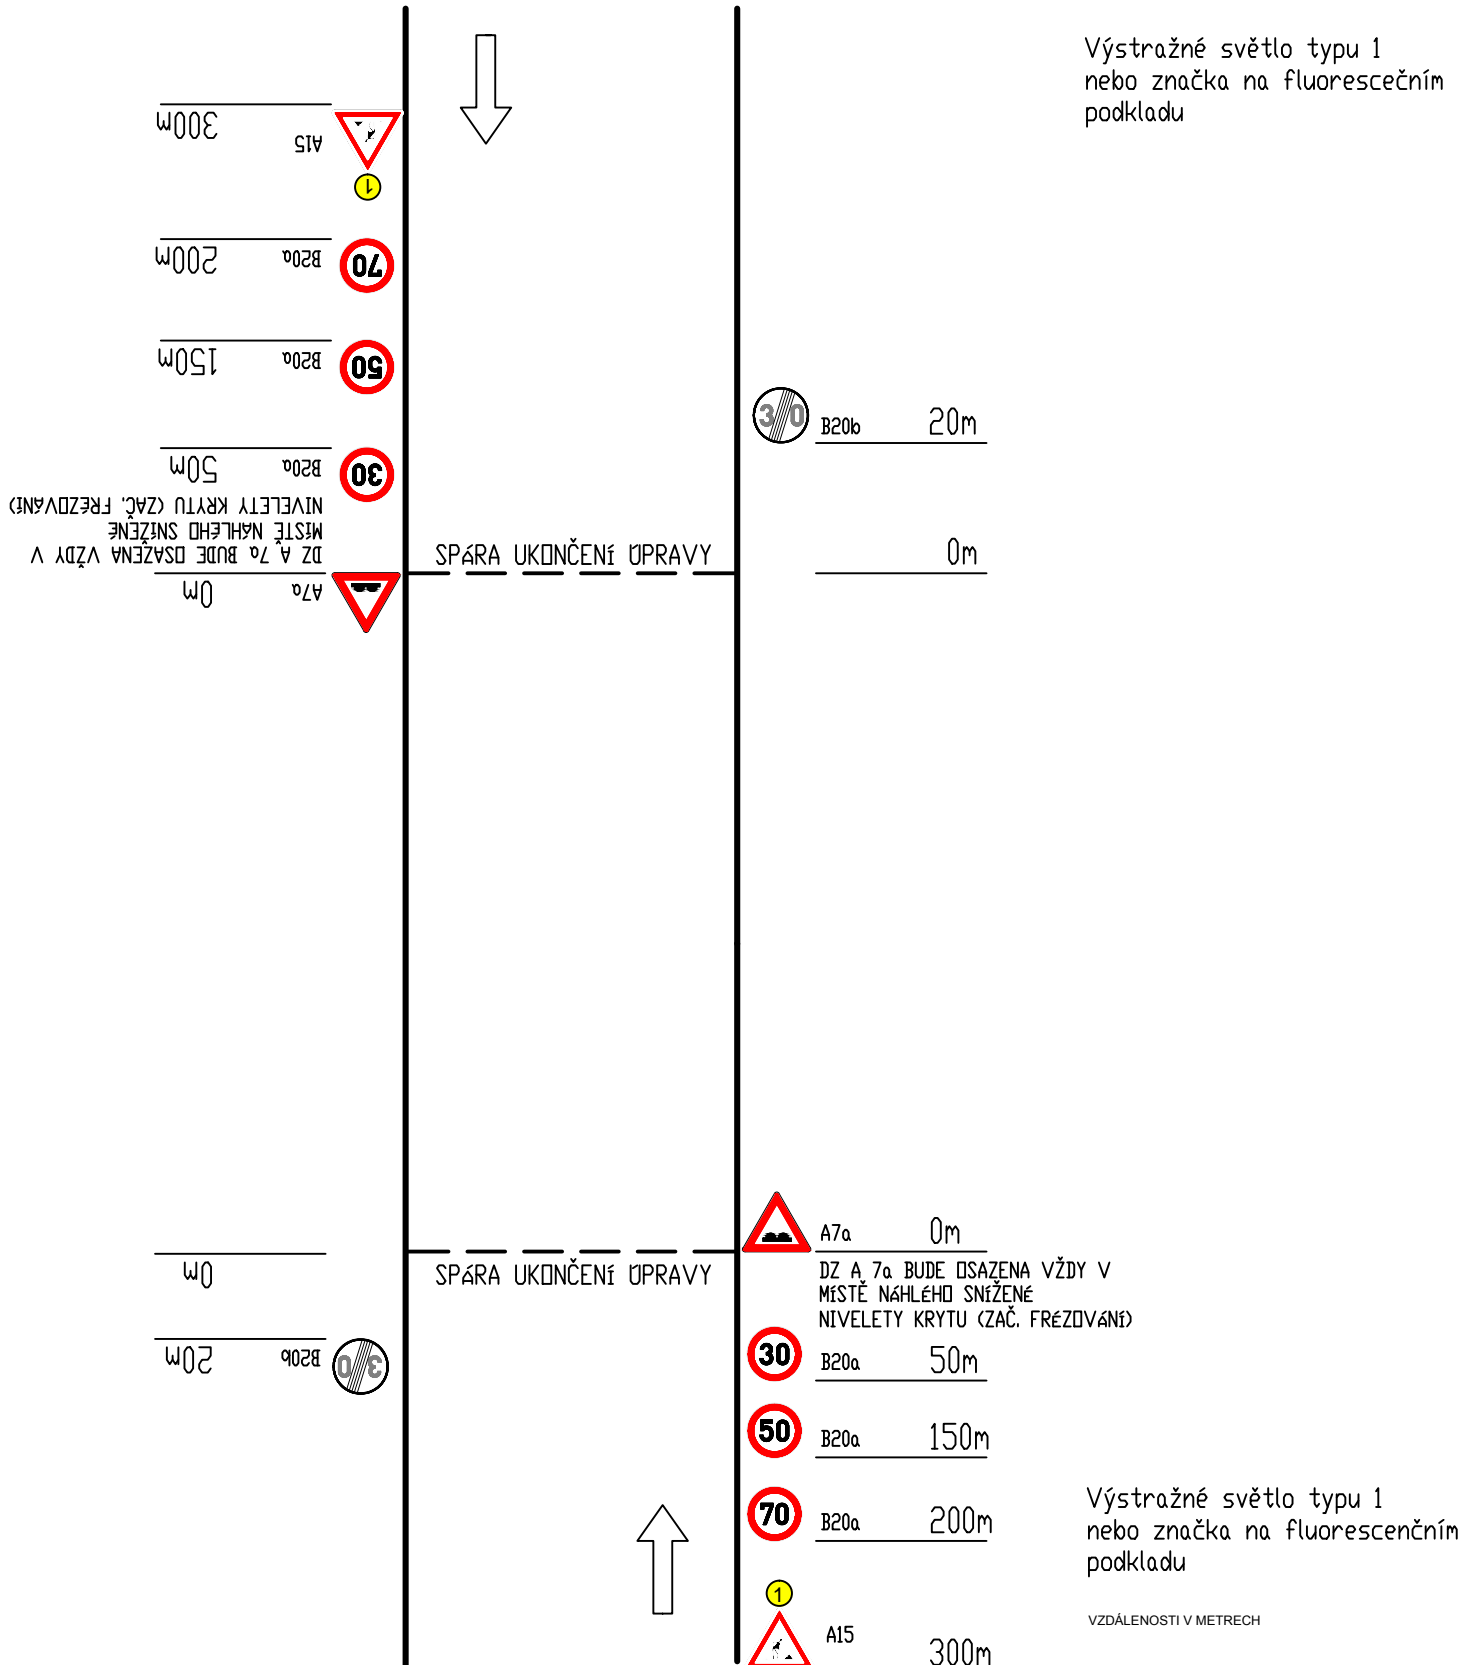 Výstražné světlo typu 1
nebo značka na fluorescečním
podkladu
300m
A15
1
200m
B20a
70
150m
B20a
50
30
B20b
20m
50m
B20a
30
DZ A 7a BUDE OSAZENA VŽDY V
MÍSTĚ NÁHLÉHO SNÍŽENÉ
NIVELETY KRYTU (ZAČ. FRÉZOVÁNÍ)
SPÁRA UKONČENÍ ÚPRAVY
0m
0m
A7a
A7a
0m
0m
SPÁRA UKONČENÍ ÚPRAVY
DZ A 7a BUDE OSAZENA VŽDY V
MÍSTĚ NÁHLÉHO SNÍŽENÉ
NIVELETY KRYTU (ZAČ. FRÉZOVÁNÍ)
20m
B20b
30
30
B20a
50m
50
B20a
150m
70
B20a
200m
Výstražné světlo typu 1
nebo značka na fluorescenčním
podkladu
1
A15
300m
VZDÁLENOSTI V METRECH